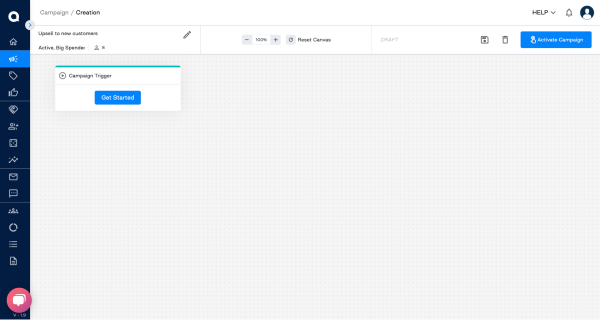 Campaign / Creation
HELP
Upsell to new customers
Active, Big Spender
100%
Reset Canvas
DRAFT
Activate Campaign
Campaign Trigger
Get Started
V - 1.9